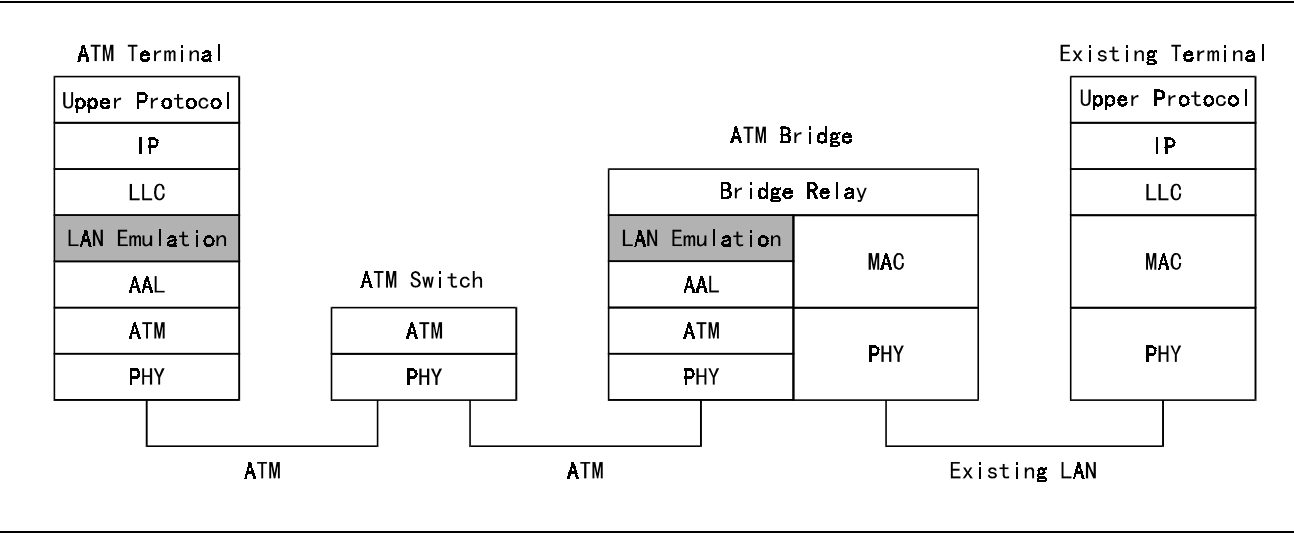 ATM Terminal
Upper Protocol
IP
LLC
LAN Emulation
AAL
ATM
PHY
ATM Switch
ATM
PHY
ATM Bridge
Bridge Relay
LAN Emulation
AAL
ATM
PHY
MAC
PHY
Existing Terminal
Upper Protocol
IP
LLC
MAC
PHY
ATM
ATM
Existing LAN